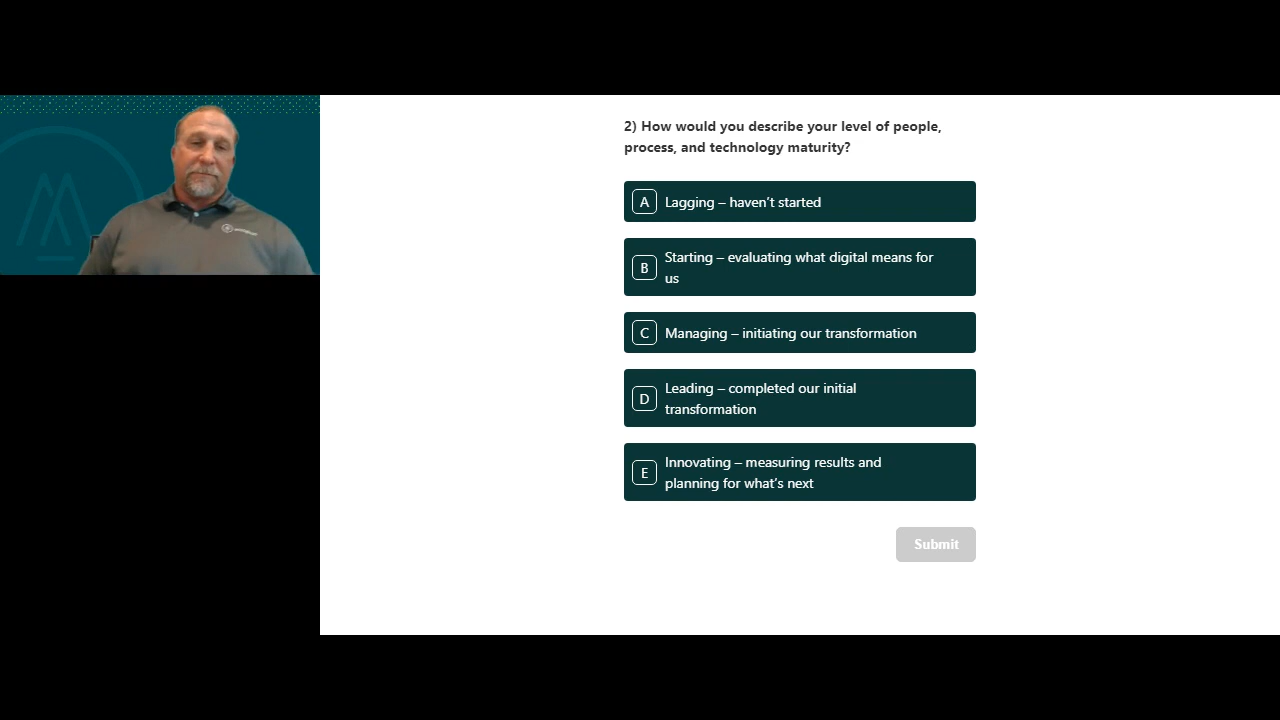 2) How would you describe your level of people,
process, and technology maturity?
A Lagging – haven’t started
B Starting – evaluating what digital means for
us
C Managing – initiating our transformation
D Leading – completed our initial
transformation
E Innovating – measuring results and
planning for what’s next
Submit